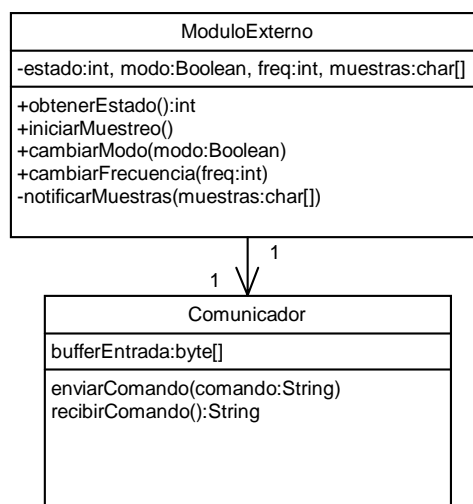 ModuloExterno
-estado:int, modo:Boolean, freq:int, muestras:char[]
+obtenerEstado():int
+iniciarMuestreo()
+cambiarModo(modo:Boolean)
+cambiarFrecuencia(freq:int)
-notificarMuestras(muestras:char[])
1
1
Comunicador
bufferEntrada:byte[]
enviarComando(comando:String)
recibirComando():String